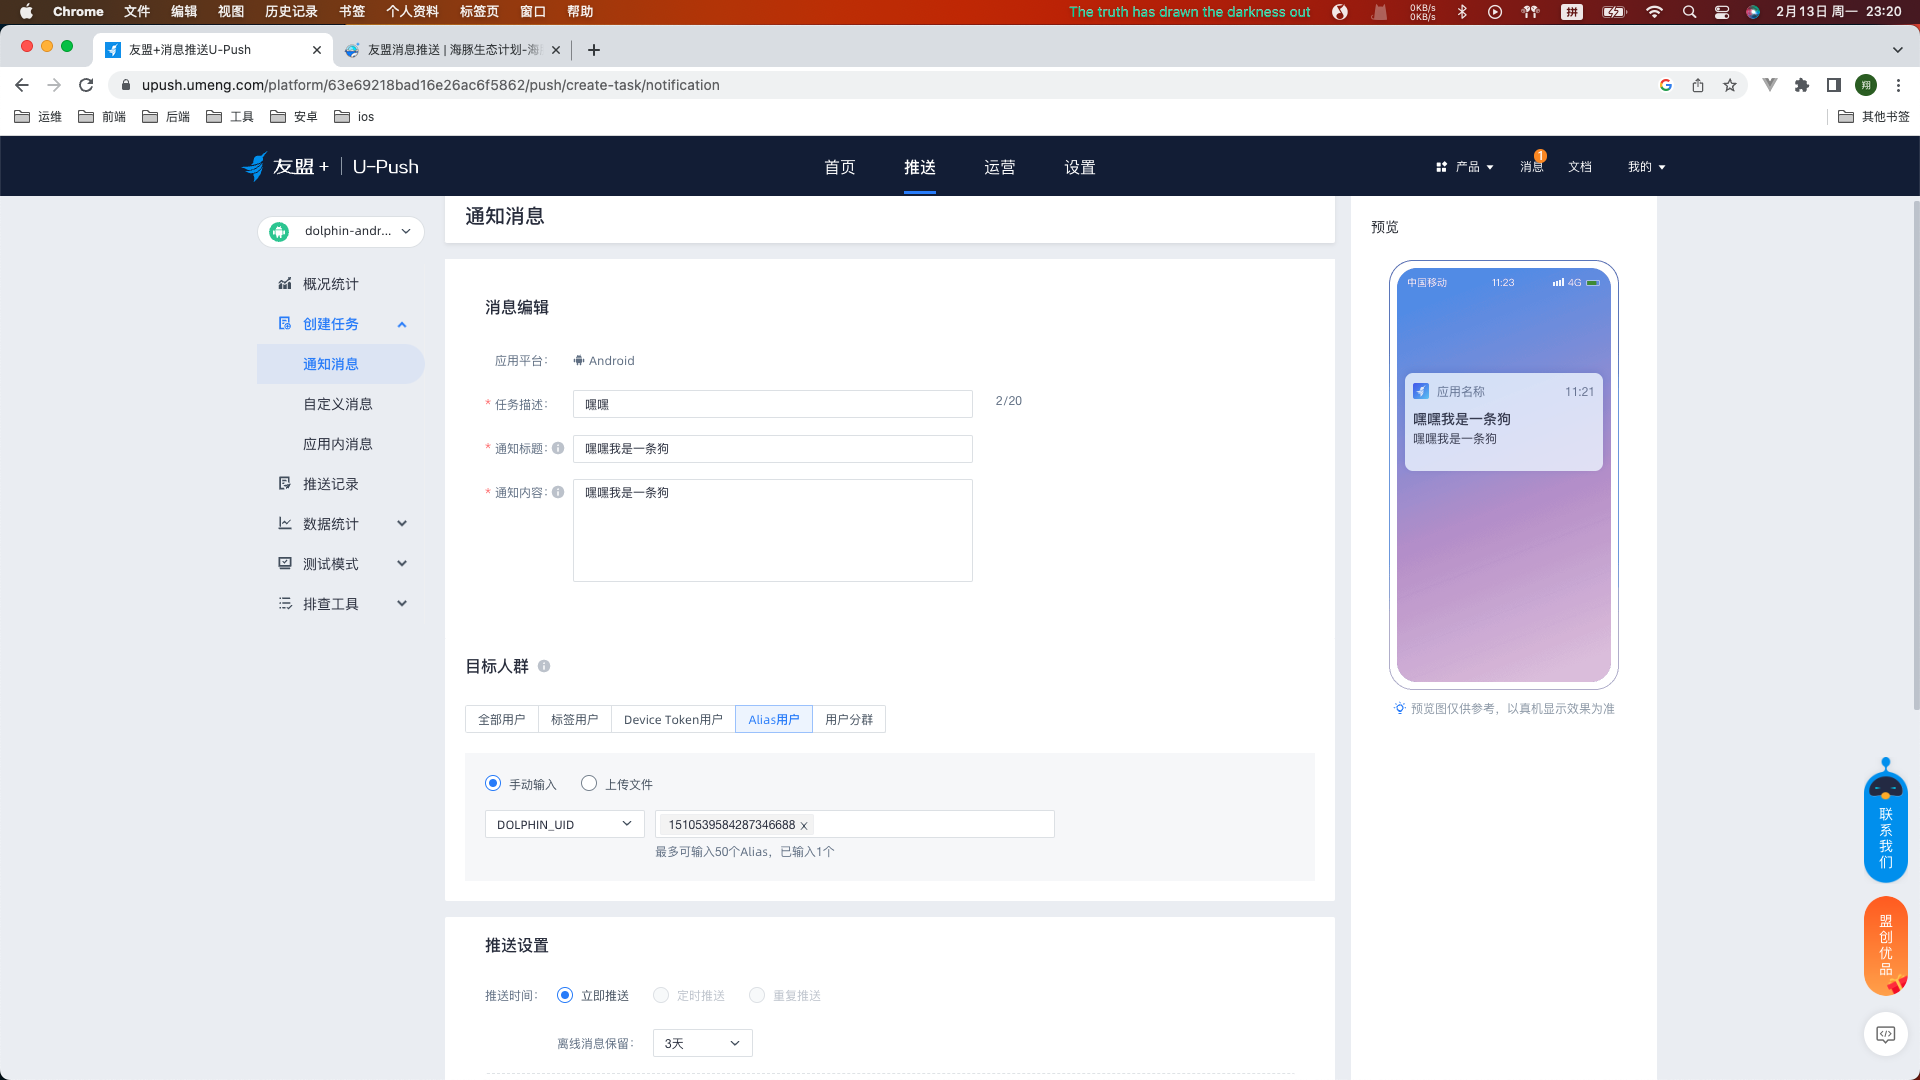 Chrome 文件 编辑 视图 历史记录 书签 个人资料 标签页 窗口 帮助
The truth has drawn the darkness out
0KB/s
0KB/s
拼
2月13日 周一 23:20
友盟+消息推送U-Push
友盟消息推送 | 海豚生态计划-海
upush.umeng.com/platform/63e69218bad16e26ac6f5862/push/create-task/notification
翔
运维 前端 后端 工具 安卓 ios 其他书签
友盟+ | U-Push
首页 推送 运营 设置
产品 消息 1 文档 我的
dolphin-andr...
概况统计
创建任务
通知消息
自定义消息
应用内消息
推送记录
数据统计
测试模式
排查工具
通知消息
消息编辑
应用平台: Android
* 任务描述: 嘿嘿 2/20
* 通知标题: 嘿嘿我是一条狗
* 通知内容: 嘿嘿我是一条狗
目标人群
全部用户 标签用户 Device Token用户 Alias用户 用户分群
手动输入 上传文件
DOLPHIN_UID 1510539584287346688 x
最多可输入50个Alias，已输入1个
推送设置
推送时间: 立即推送 定时推送 重复推送
离线消息保留: 3天
预览
中国移动 11:23 4G
应用名称 11:21
嘿嘿我是一条狗
嘿嘿我是一条狗
预览图仅供参考，以真机显示效果为准
联系我们
盟创优品